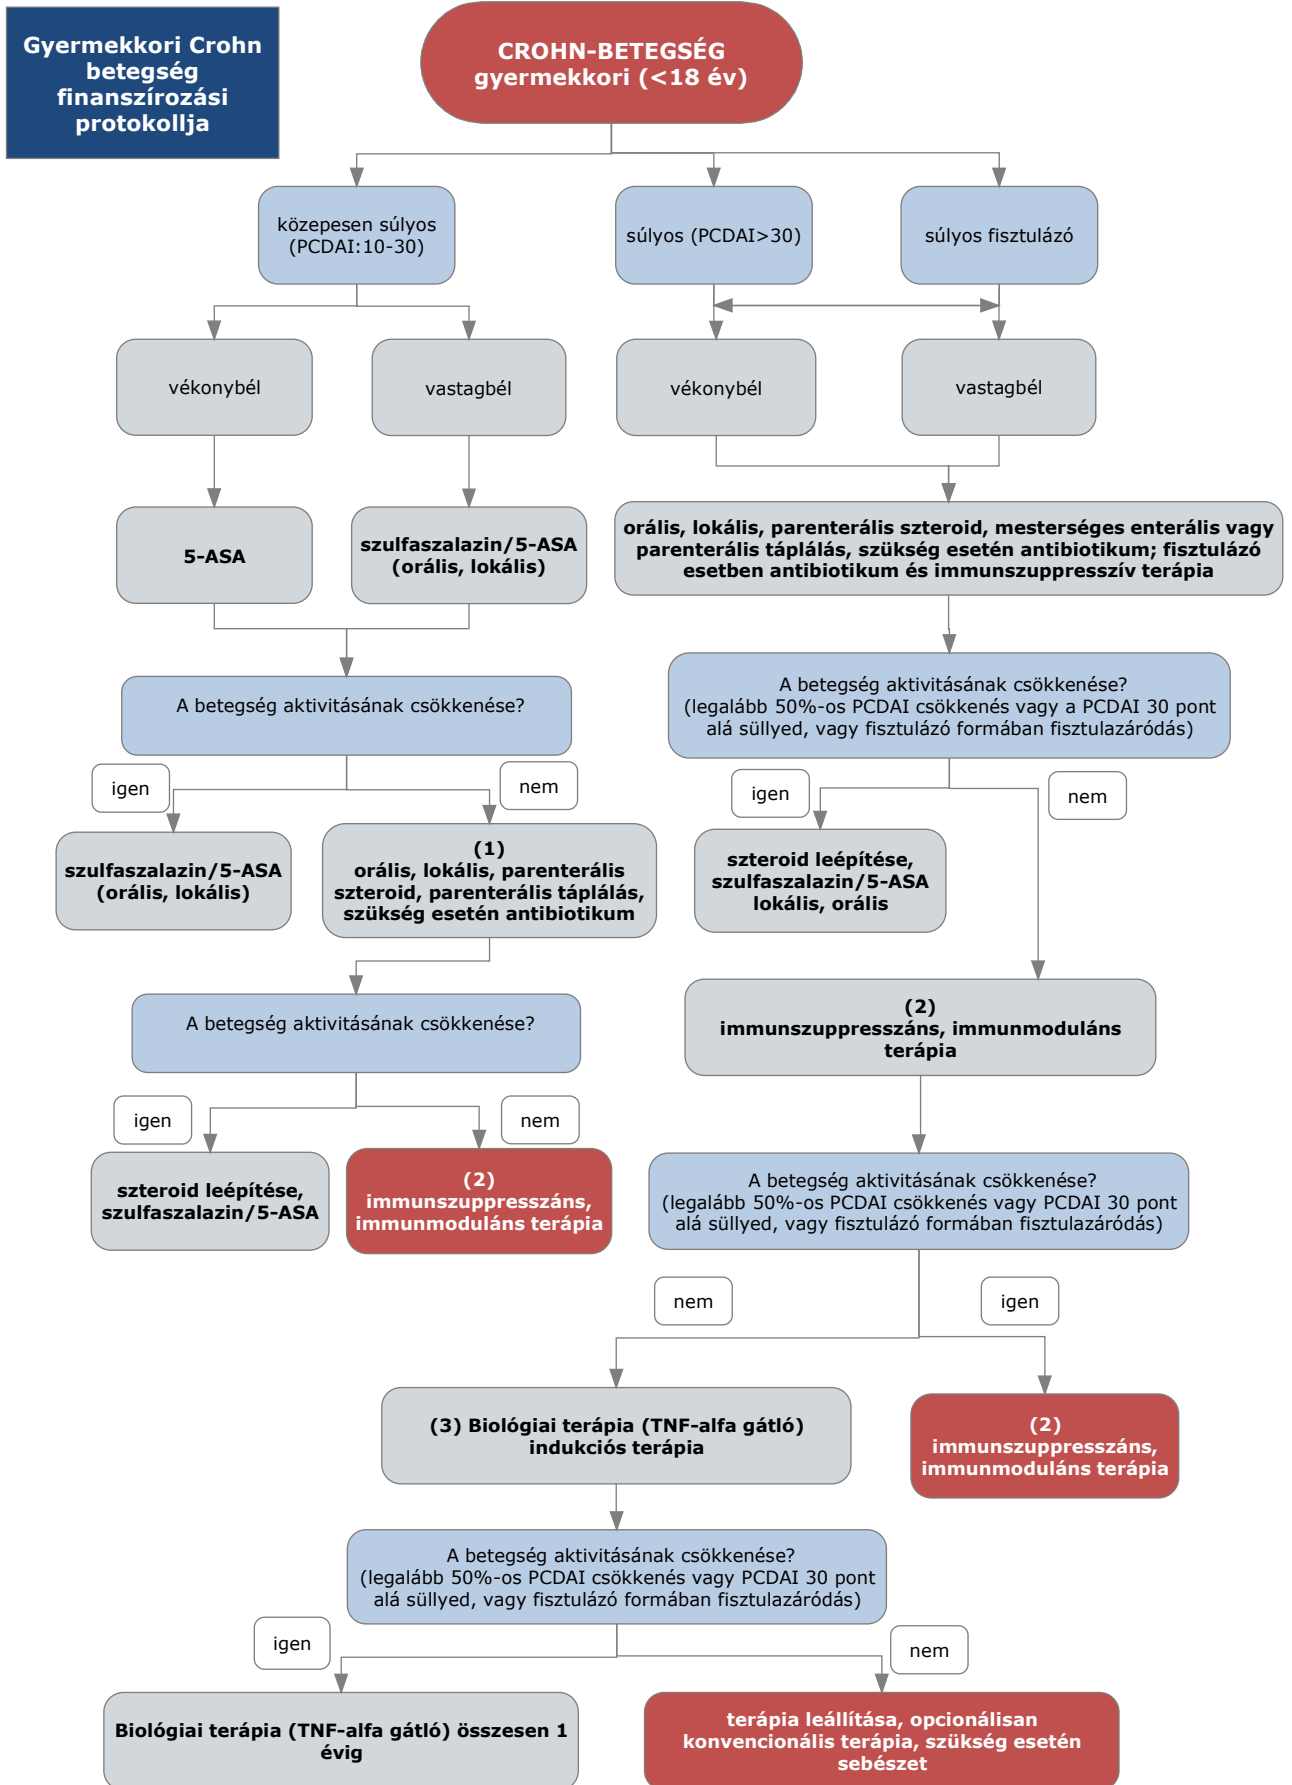 Gyermekkori Crohn
betegség
finanszírozási
protokollja
CROHN-BETEGSÉG
gyermekkori (<18 év)
közepesen súlyos
(PCDAI:10-30)
súlyos (PCDAI>30)
súlyos fisztulázó
vékonybél
vastagbél
vékonybél
vastagbél
5-ASA
szulfaszalazin/5-ASA
(orális, lokális)
orális, lokális, parenterális szteroid, mesterséges enterális vagy
parenterális táplálás, szükség esetén antibiotikum; fisztulázó
esetben antibiotikum és immunszuppresszív terápia
A betegség aktivitásának csökkenése?
A betegség aktivitásának csökkenése?
(legalább 50%-os PCDAI csökkenés vagy a PCDAI 30 pont
alá süllyed, vagy fisztulázó formában fisztulazáródás)
igen
nem
igen
nem
szulfaszalazin/5-ASA
(orális, lokális)
(1)
orális, lokális, parenterális
szteroid, parenterális táplálás,
szükség esetén antibiotikum
szteroid leépítése,
szulfaszalazin/5-ASA
lokális, orális
A betegség aktivitásának csökkenése?
(2)
immunszuppresszáns, immunmoduláns
terápia
igen
nem
szteroid leépítése,
szulfaszalazin/5-ASA
(2)
immunszuppresszáns,
immunmoduláns terápia
A betegség aktivitásának csökkenése?
(legalább 50%-os PCDAI csökkenés vagy PCDAI 30 pont
alá süllyed, vagy fisztulázó formában fisztulazáródás)
nem
igen
(3) Biológiai terápia (TNF-alfa gátló)
indukciós terápia
(2)
immunszuppresszáns,
immunmoduláns terápia
A betegség aktivitásának csökkenése?
(legalább 50%-os PCDAI csökkenés vagy PCDAI 30 pont
alá süllyed, vagy fisztulázó formában fisztulazáródás)
igen
nem
Biológiai terápia (TNF-alfa gátló) összesen 1
évig
terápia leállítása, opcionálisan
konvencionális terápia, szükség esetén
sebészet